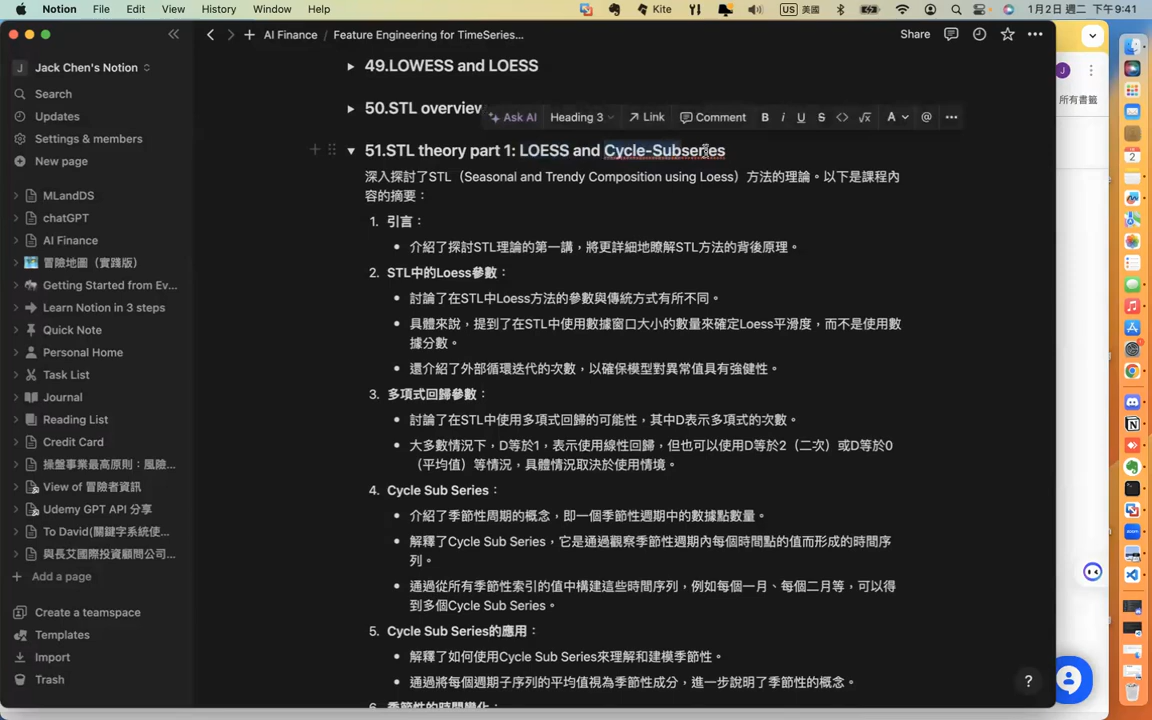 Notion File Edit View History Window Help Kite US 美國 1月2日 週二 下午9:41
AI Finance / Feature Engineering for TimeSeries... Share
Jack Chen's Notion
Search
Updates
Settings & members
New page
MLandDS
chatGPT
AI Finance
冒險地圖（實踐版）
Getting Started from Ev...
Learn Notion in 3 steps
Quick Note
Personal Home
Task List
Journal
Reading List
Credit Card
操盤事業最高原則：風險...
View of 冒險者資訊
Udemy GPT API 分享
To David(關鍵字系統使...
與長艾國際投資顧問公司...
Add a page
Create a teamspace
Templates
Import
Trash
49.LOWESS and LOESS
50.STL overview
Ask AI Heading 3 Link Comment B i U S A @
51.STL theory part 1: LOESS and Cycle-Subseries
深入探討了STL（Seasonal and Trendy Composition using Loess）方法的理論。以下是課程內
容的摘要：
1. 引言：
介紹了探討STL理論的第一講，將更詳細地瞭解STL方法的背後原理。
2. STL中的Loess參數：
討論了在STL中Loess方法的參數與傳統方式有所不同。
具體來說，提到了在STL中使用數據窗口大小的數量來確定Loess平滑度，而不是使用數
據分數。
還介紹了外部循環迭代的次數，以確保模型對異常值具有強健性。
3. 多項式回歸參數：
討論了在STL中使用多項式回歸的可能性，其中D表示多項式的次數。
大多數情況下，D等於1，表示使用線性回歸，但也可以使用D等於2（二次）或D等於0
（平均值）等情況，具體情況取決於使用情境。
4. Cycle Sub Series：
介紹了季節性周期的概念，即一個季節性週期中的數據點數量。
解釋了Cycle Sub Series，它是通過觀察季節性週期內每個時間點的值而形成的時間序
列。
通過從所有季節性索引的值中構建這些時間序列，例如每個一月、每個二月等，可以得
到多個Cycle Sub Series。
5. Cycle Sub Series的應用：
解釋了如何使用Cycle Sub Series來理解和建模季節性。
通過將每個週期子序列的平均值視為季節性成分，進一步說明了季節性的概念。
6. 季節性的時間變化：
所有書籤